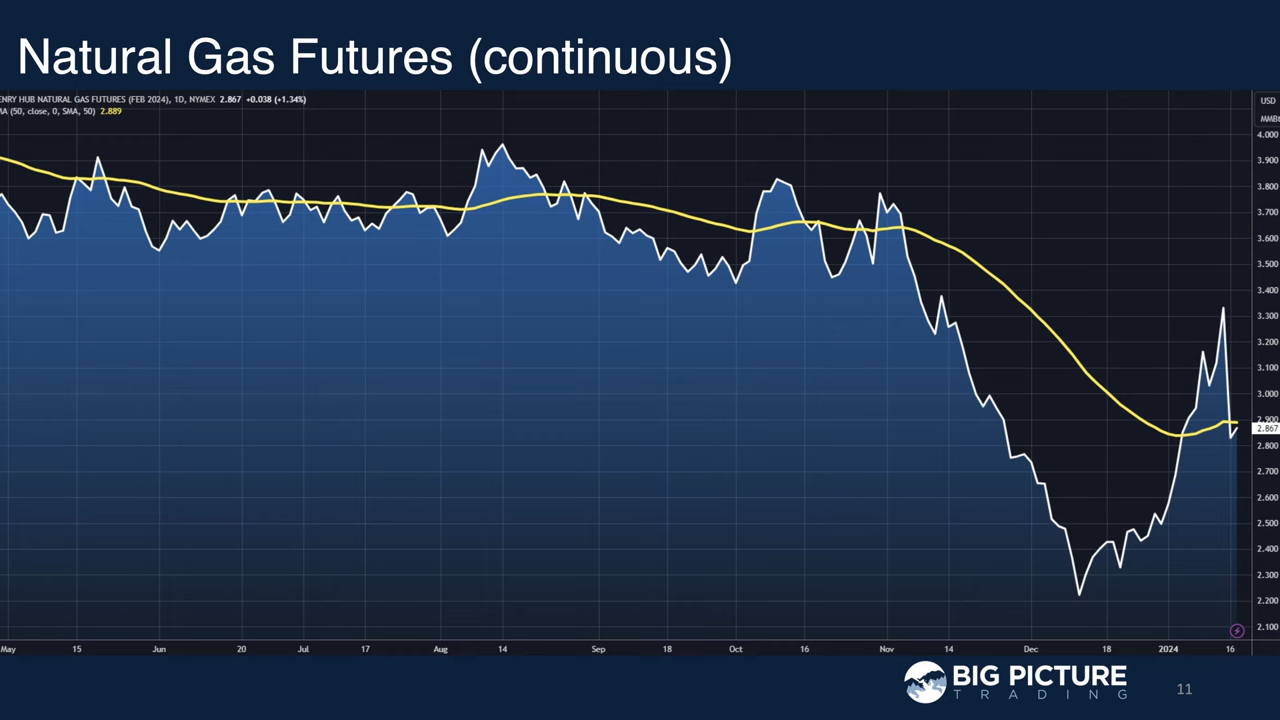 Natural Gas Futures (continuous)
ENRY HUB NATURAL GAS FUTURES (FEB 2024), 1D, NYMEX 2.867 +0.038 (+1.34%)
MA (50, close, 0, SMA, 50) 2.889
USD
MMBt
4.000
3.900
3.800
3.700
3.600
3.500
3.400
3.300
3.200
3.100
3.000
2.900
2.867
2.800
2.700
2.600
2.500
2.400
2.300
2.200
2.100
May 15 Jun 20 Jul 17 Aug 14 Sep 18 Oct 16 Nov 14 Dec 18 2024 16
BIG PICTURE
TRADING
11